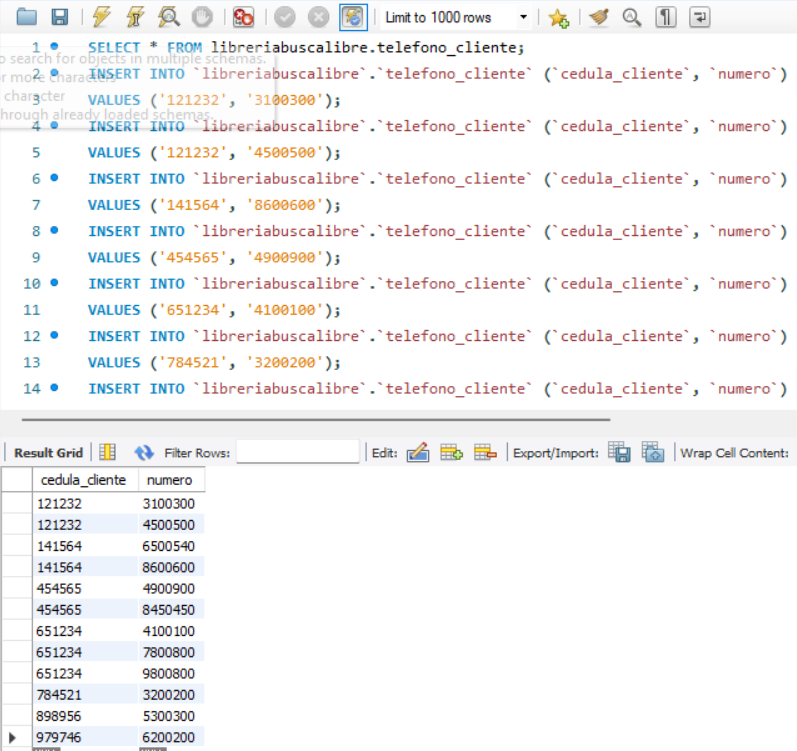 Limit to 1000 rows
1 SELECT * FROM libreriabuscalibre.telefono_cliente;
o search for objects in multiple schemas.
2 INSERT INTO `libreriabuscalibre`.`telefono_cliente` (`cedula_cliente`, `numero`)
or more characters
3 VALUES ('121232', '3100300');
character
4 INSERT INTO `libreriabuscalibre`.`telefono_cliente` (`cedula_cliente`, `numero`)
hrough already loaded schemas.
5 VALUES ('121232', '4500500');
6 INSERT INTO `libreriabuscalibre`.`telefono_cliente` (`cedula_cliente`, `numero`)
7 VALUES ('141564', '8600600');
8 INSERT INTO `libreriabuscalibre`.`telefono_cliente` (`cedula_cliente`, `numero`)
9 VALUES ('454565', '4900900');
10 INSERT INTO `libreriabuscalibre`.`telefono_cliente` (`cedula_cliente`, `numero`)
11 VALUES ('651234', '4100100');
12 INSERT INTO `libreriabuscalibre`.`telefono_cliente` (`cedula_cliente`, `numero`)
13 VALUES ('784521', '3200200');
14 INSERT INTO `libreriabuscalibre`.`telefono_cliente` (`cedula_cliente`, `numero`)
Result Grid Filter Rows: Edit: Export/Import: Wrap Cell Content:
cedula_cliente numero
121232 3100300
121232 4500500
141564 6500540
141564 8600600
454565 4900900
454565 8450450
651234 4100100
651234 7800800
651234 9800800
784521 3200200
898956 5300300
979746 6200200